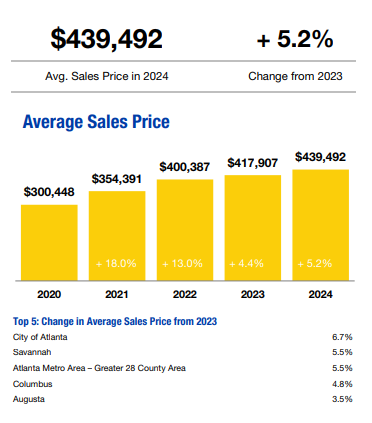 $439,492 + 5.2%
Avg. Sales Price in 2024 Change from 2023
Average Sales Price
$300,448 $354,391 $400,387 $417,907 $439,492
+ 18.0% + 13.0% + 4.4% + 5.2%
2020 2021 2022 2023 2024
Top 5: Change in Average Sales Price from 2023
City of Atlanta 6.7%
Savannah 5.5%
Atlanta Metro Area – Greater 28 County Area 5.5%
Columbus 4.8%
Augusta 3.5%